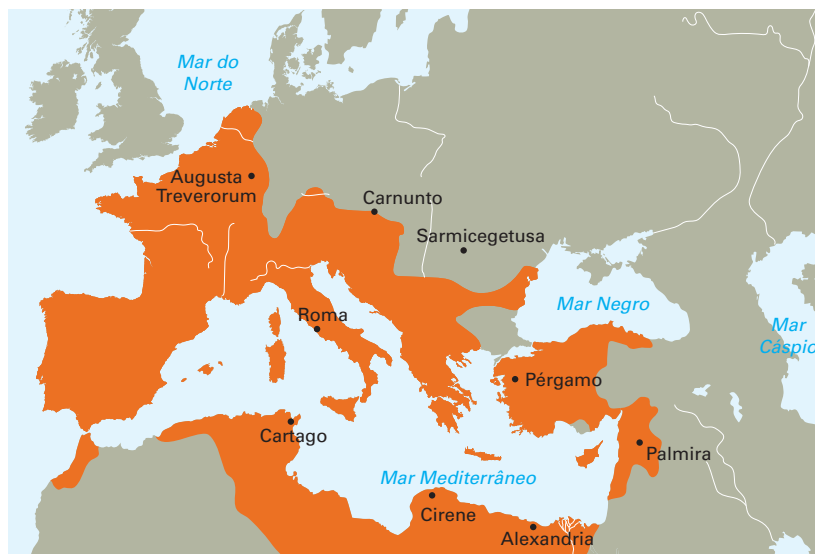 Mar do
Norte
Augusta
Treverorum
Carnunto
Sarmicegetusa
Mar Negro
Mar
Cáspio
Roma
Pérgamo
Cartago
Palmira
Mar Mediterrâneo
Cirene
Alexandria